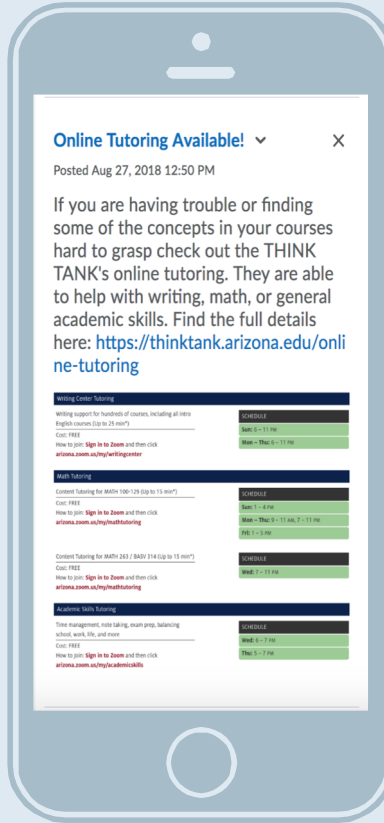 Online Tutoring Available!
Posted Aug 27, 2018 12:50 PM
If you are having trouble or finding
some of the concepts in your courses
hard to grasp check out the THINK
TANK's online tutoring. They are able
to help with writing, math, or general
academic skills. Find the full details
here: https://thinktank.arizona.edu/onli
ne-tutoring
Writing Center Tutoring
Writing support for hundreds of courses, including all intro
English courses (Up to 25 min*)
Cost: FREE
How to join: Sign in to Zoom and then click
arizona.zoom.us/my/writingcenter
SCHEDULE
Sun: 6 – 11 PM
Mon – Thu: 6 – 11 PM
Math Tutoring
Content Tutoring for MATH 100-129 (Up to 15 min*)
Cost: FREE
How to join: Sign in to Zoom and then click
arizona.zoom.us/my/mathtutoring
SCHEDULE
Sun: 1 – 4 PM
Mon – Thu: 9 – 11 AM, 7 – 11 PM
Fri: 1 – 5 PM
Content Tutoring for MATH 263 / BASV 314 (Up to 15 min*)
Cost: FREE
How to join: Sign in to Zoom and then click
arizona.zoom.us/my/mathtutoring
SCHEDULE
Wed: 7 – 11 PM
Academic Skills Tutoring
Time management, note taking, exam prep, balancing
school, work, life, and more
Cost: FREE
How to join: Sign in to Zoom and then click
arizona.zoom.us/my/academicskills
SCHEDULE
Wed: 6 – 7 PM
Thu: 5 – 7 PM